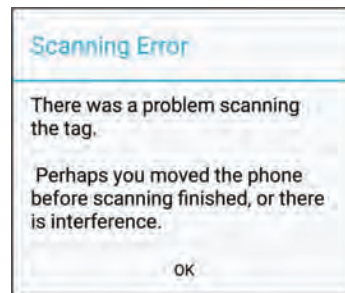 Scanning Error
There was a problem scanning
the tag.
Perhaps you moved the phone
before scanning finished, or there
is interference.
OK